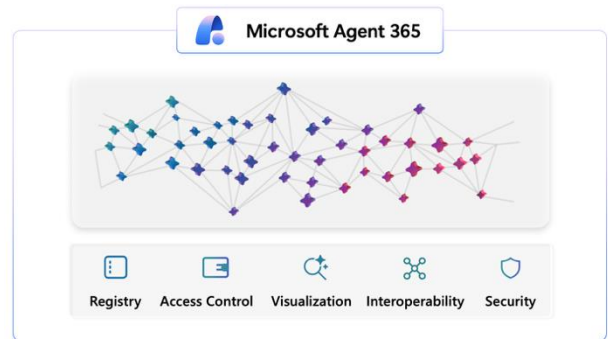 Microsoft Agent 365
Registry
Access Control
Visualization
Interoperability
Security